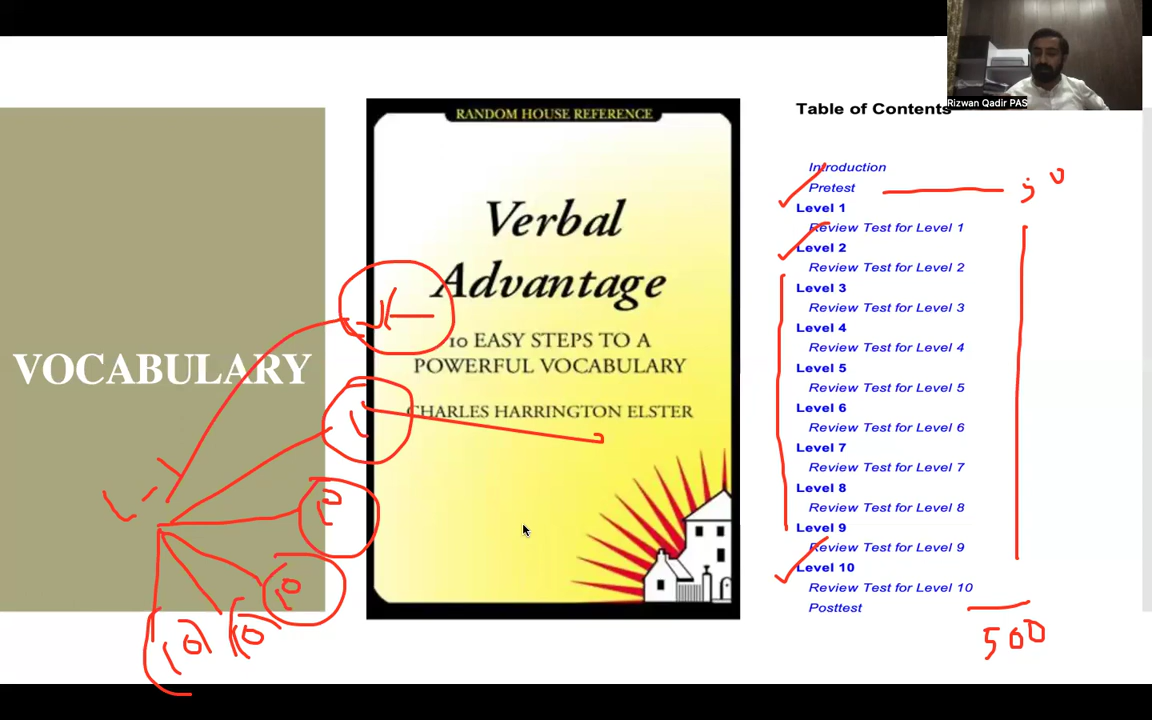 Rizwan Qadir PAS
VOCABULARY
RANDOM HOUSE REFERENCE
Verbal
Advantage
10 EASY STEPS TO A
POWERFUL VOCABULARY
CHARLES HARRINGTON ELSTER
Table of Contents
Introduction
Pretest
Level 1
Review Test for Level 1
Level 2
Review Test for Level 2
Level 3
Review Test for Level 3
Level 4
Review Test for Level 4
Level 5
Review Test for Level 5
Level 6
Review Test for Level 6
Level 7
Review Test for Level 7
Level 8
Review Test for Level 8
Level 9
Review Test for Level 9
Level 10
Review Test for Level 10
Posttest
500
L-1
10
10
10
10